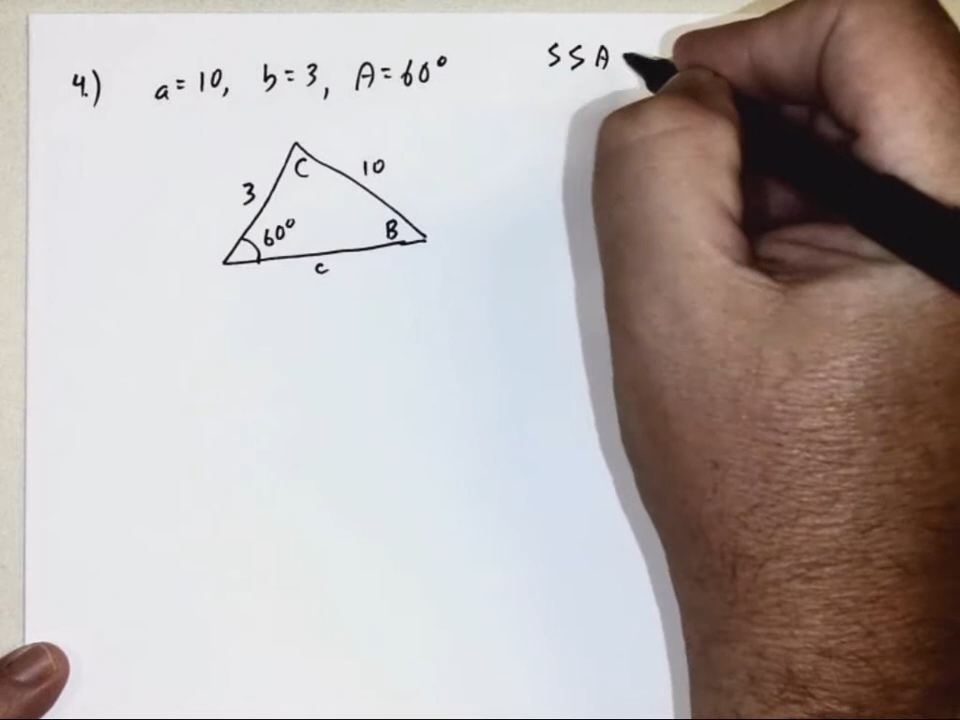 4.) a = 10, b = 3, A = 60°
SSA
C
3
10
60°
B
c